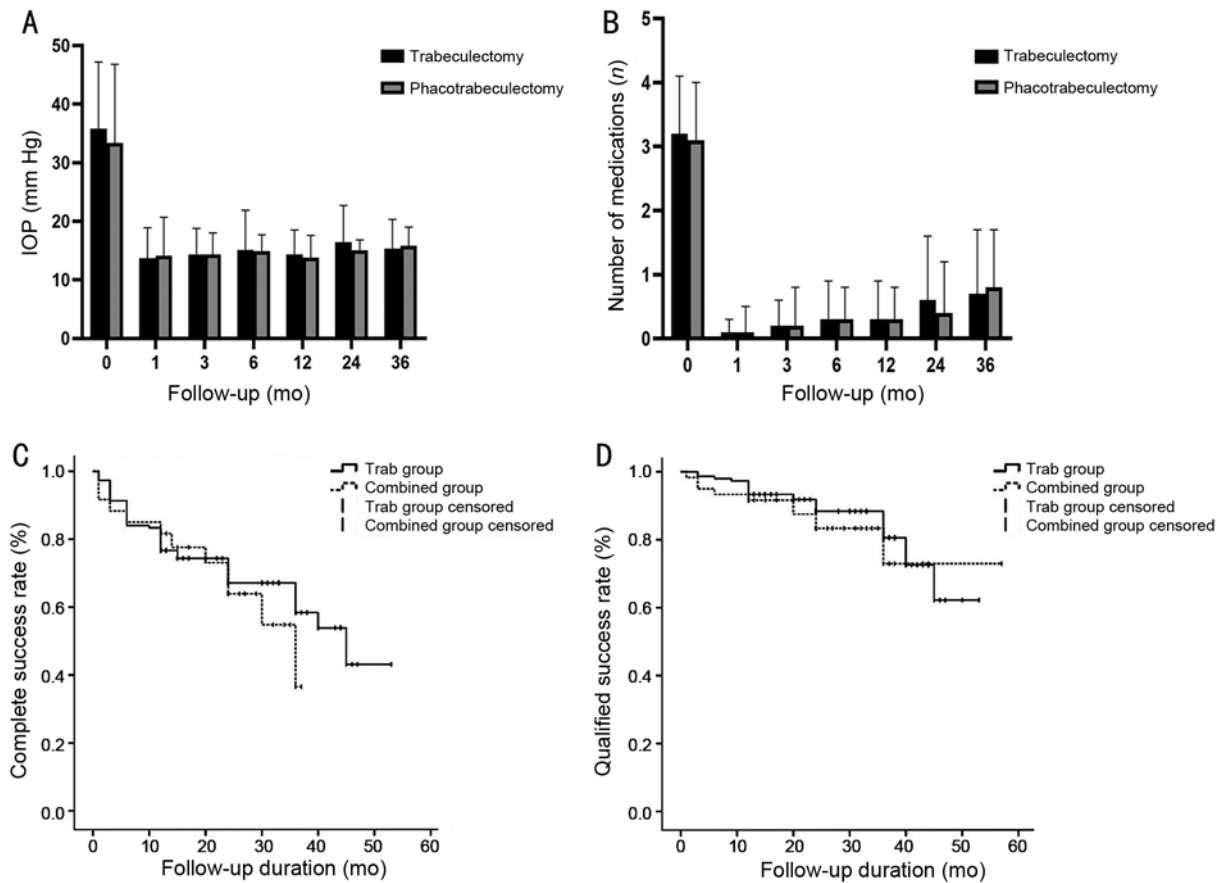 A
50
40
30
20
10
0
IOP (mm Hg)
Trabeculectomy
Phacotrabeculectomy
0 1 3 6 12 24 36
Follow-up (mo)
B
5
4
3
2
1
0
Number of medications (n)
Trabeculectomy
Phacotrabeculectomy
0 1 3 6 12 24 36
Follow-up (mo)
C
1.0
0.8
0.6
0.4
0.2
0.0
Complete success rate (%)
Trab group
Combined group
Trab group censored
Combined group censored
0 10 20 30 40 50 60
Follow-up duration (mo)
D
1.0
0.8
0.6
0.4
0.2
0.0
Qualified success rate (%)
Trab group
Combined group
Trab group censored
Combined group censored
0 10 20 30 40 50 60
Follow-up duration (mo)